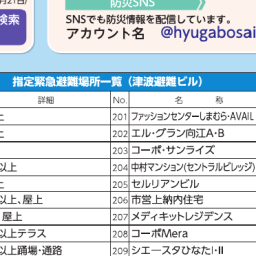 月21日)
防災SNS
検索
SNSでも防災情報を配信しています。
アカウント名 @hyugabosai
指定緊急避難場所一覧（津波避難ビル）
詳細 No. 名 称
上 201 ファッションセンターしまむら・AVAIL
上 202 エル・グラン向江A・B
203 コーポ・サンライズ
以上 204 中村マンション(セントラルビレッジ)
上 205 セルリアンビル
以上、屋上 206 市営上納内住宅
、屋上 207 メディキットレジデンス
以上テラス 208 コーポMera
以上踊場・通路 209 シエースタひなたⅠ・Ⅱ